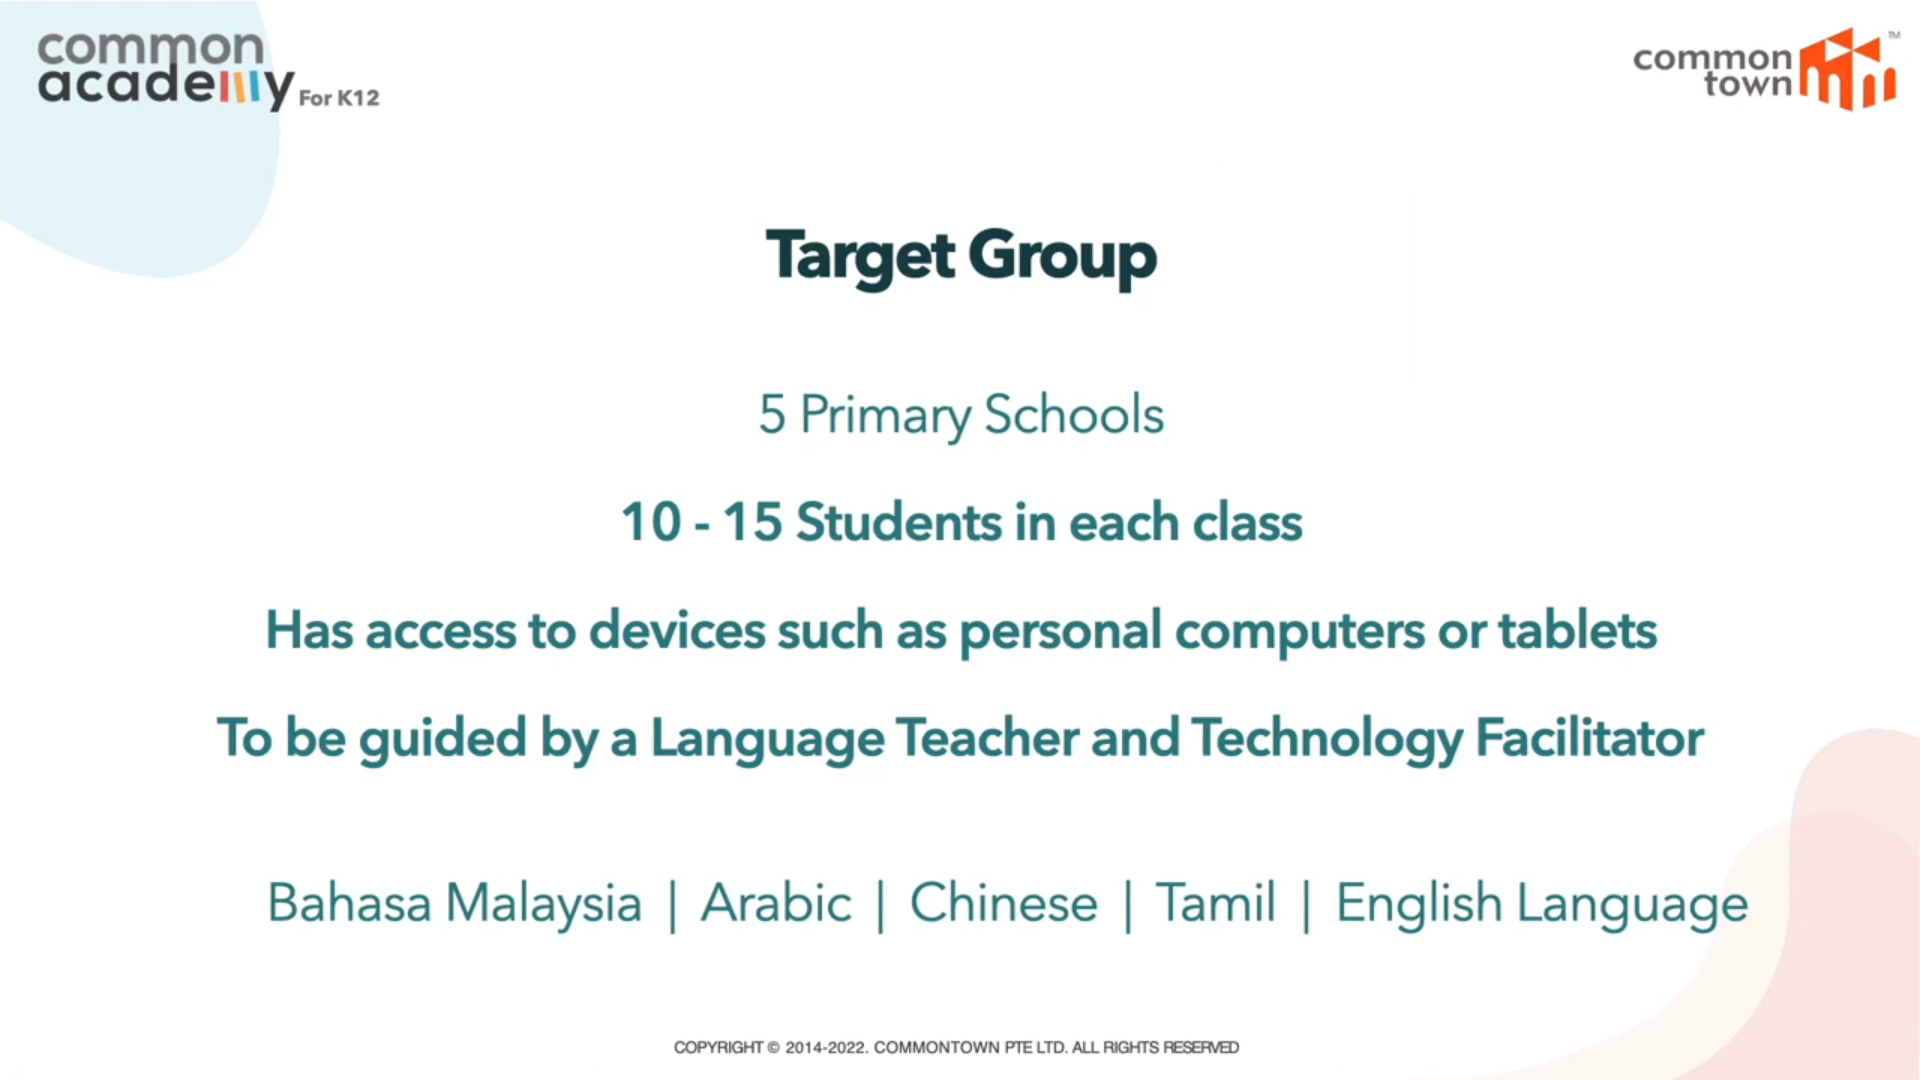 common
academy For K12
common
town
TM
Target Group
5 Primary Schools
10 - 15 Students in each class
Has access to devices such as personal computers or tablets
To be guided by a Language Teacher and Technology Facilitator
Bahasa Malaysia | Arabic | Chinese | Tamil | English Language
COPYRIGHT © 2014-2022. COMMONTOWN PTE LTD. ALL RIGHTS RESERVED